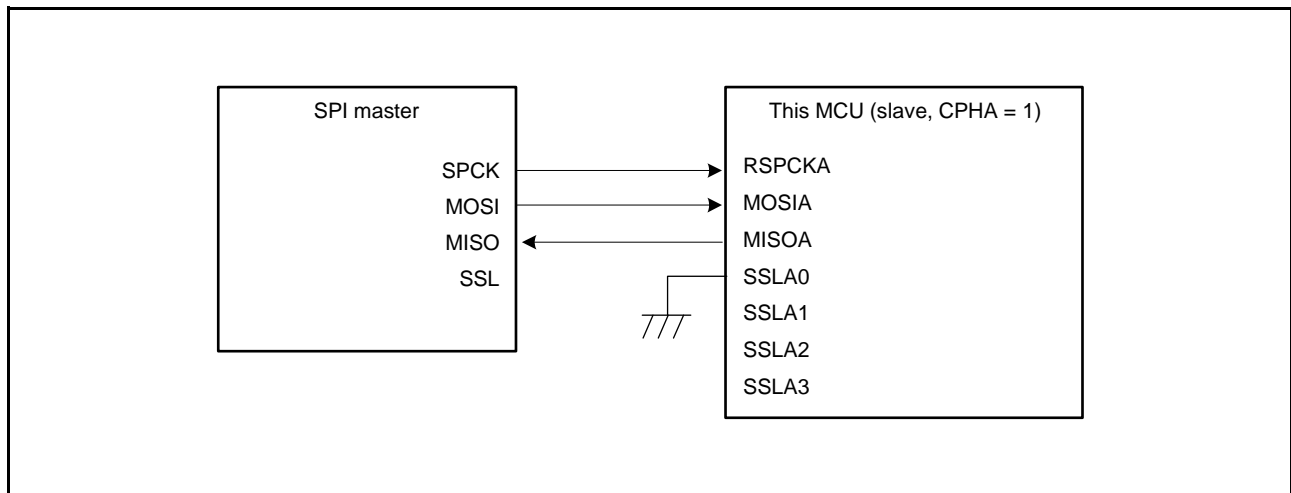 SPI master
SPCK
MOSI
MISO
SSL
This MCU (slave, CPHA = 1)
RSPCKA
MOSIA
MISOA
SSLA0
SSLA1
SSLA2
SSLA3